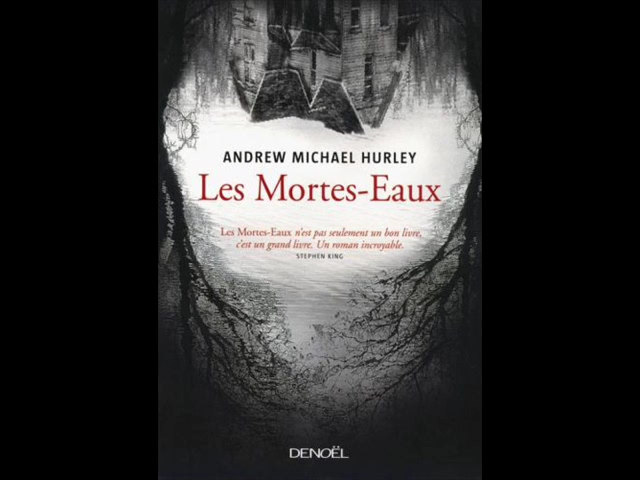 ANDREW MICHAEL HURLEY
Les Mortes-Eaux
Les Mortes-Eaux n'est pas seulement un bon livre,
c'est un grand livre. Un roman incroyable.
STEPHEN KING
DENOËL